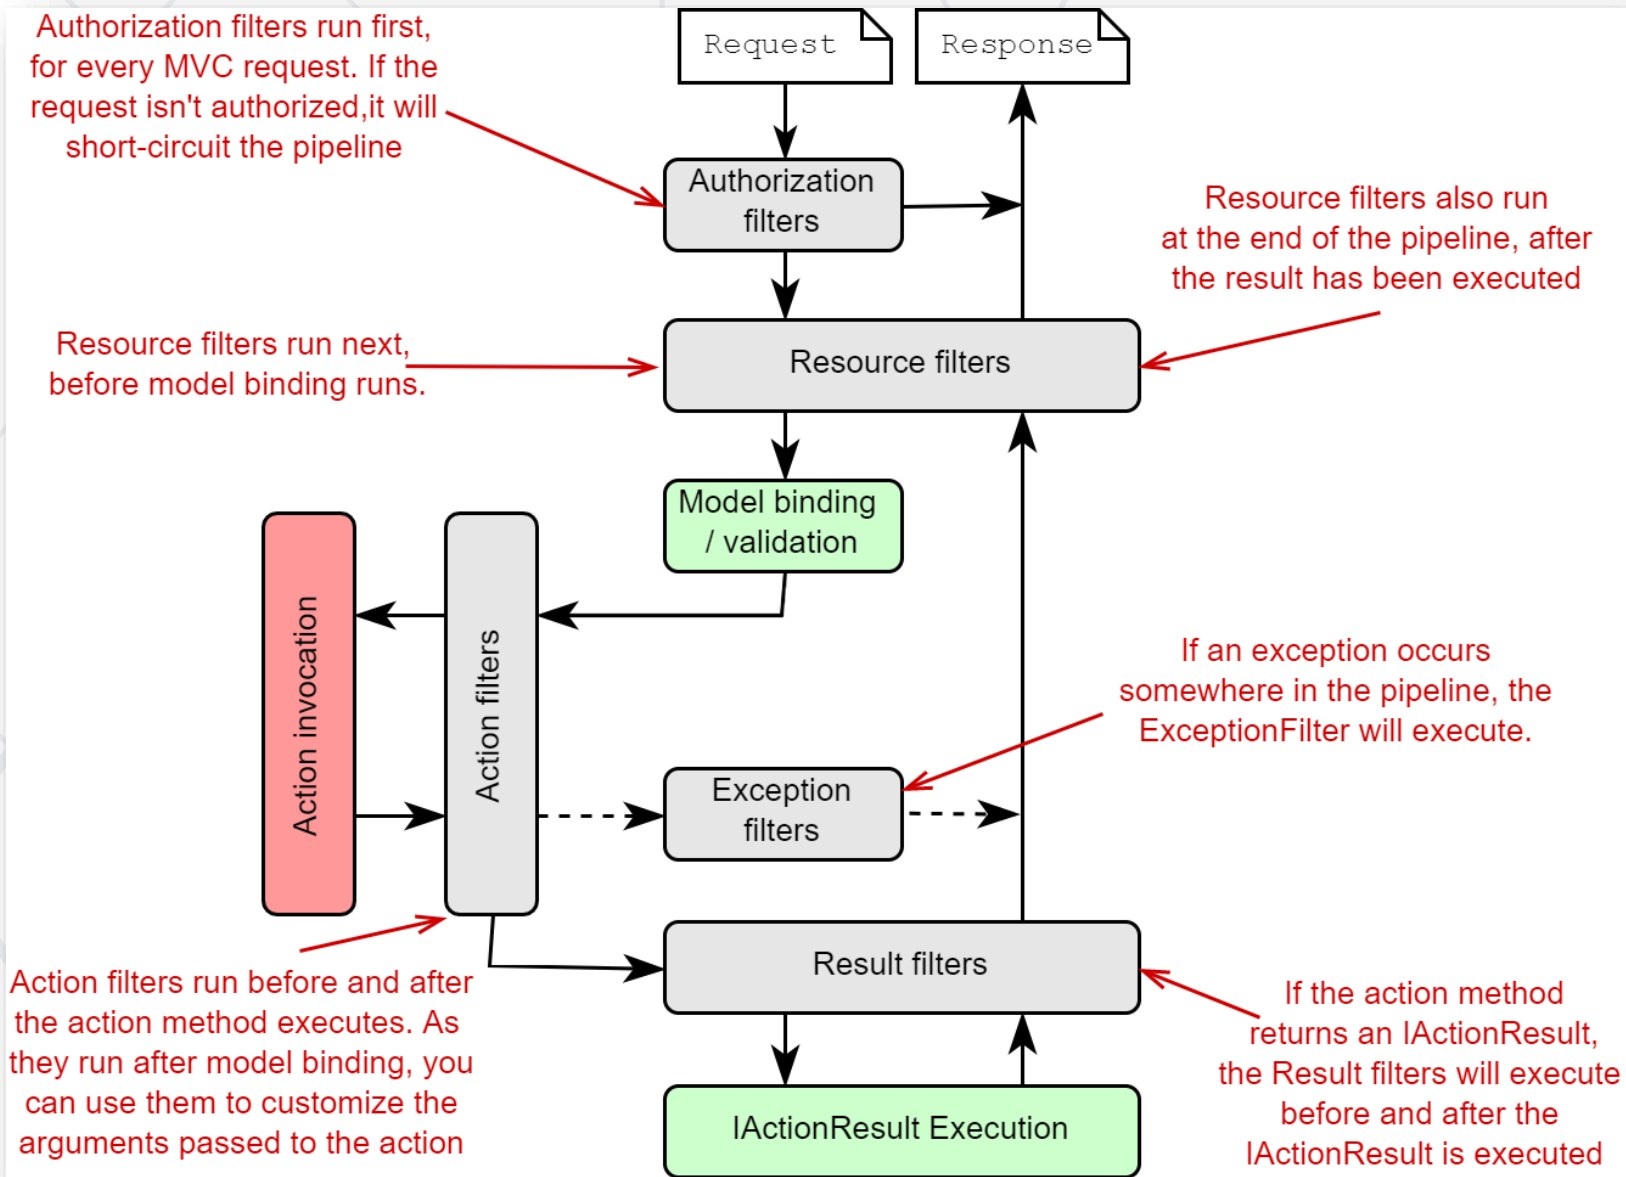 Authorization filters run first,
for every MVC request. If the
request isn't authorized,it will
short-circuit the pipeline
Request
Response
Authorization
filters
Resource filters also run
at the end of the pipeline, after
the result has been executed
Resource filters run next,
before model binding runs.
Resource filters
Model binding
/ validation
Action invocation
Action filters
If an exception occurs
somewhere in the pipeline, the
ExceptionFilter will execute.
Exception
filters
Action filters run before and after
the action method executes. As
they run after model binding, you
can use them to customize the
arguments passed to the action
Result filters
If the action method
returns an IActionResult,
the Result filters will execute
before and after the
IActionResult is executed
IActionResult Execution